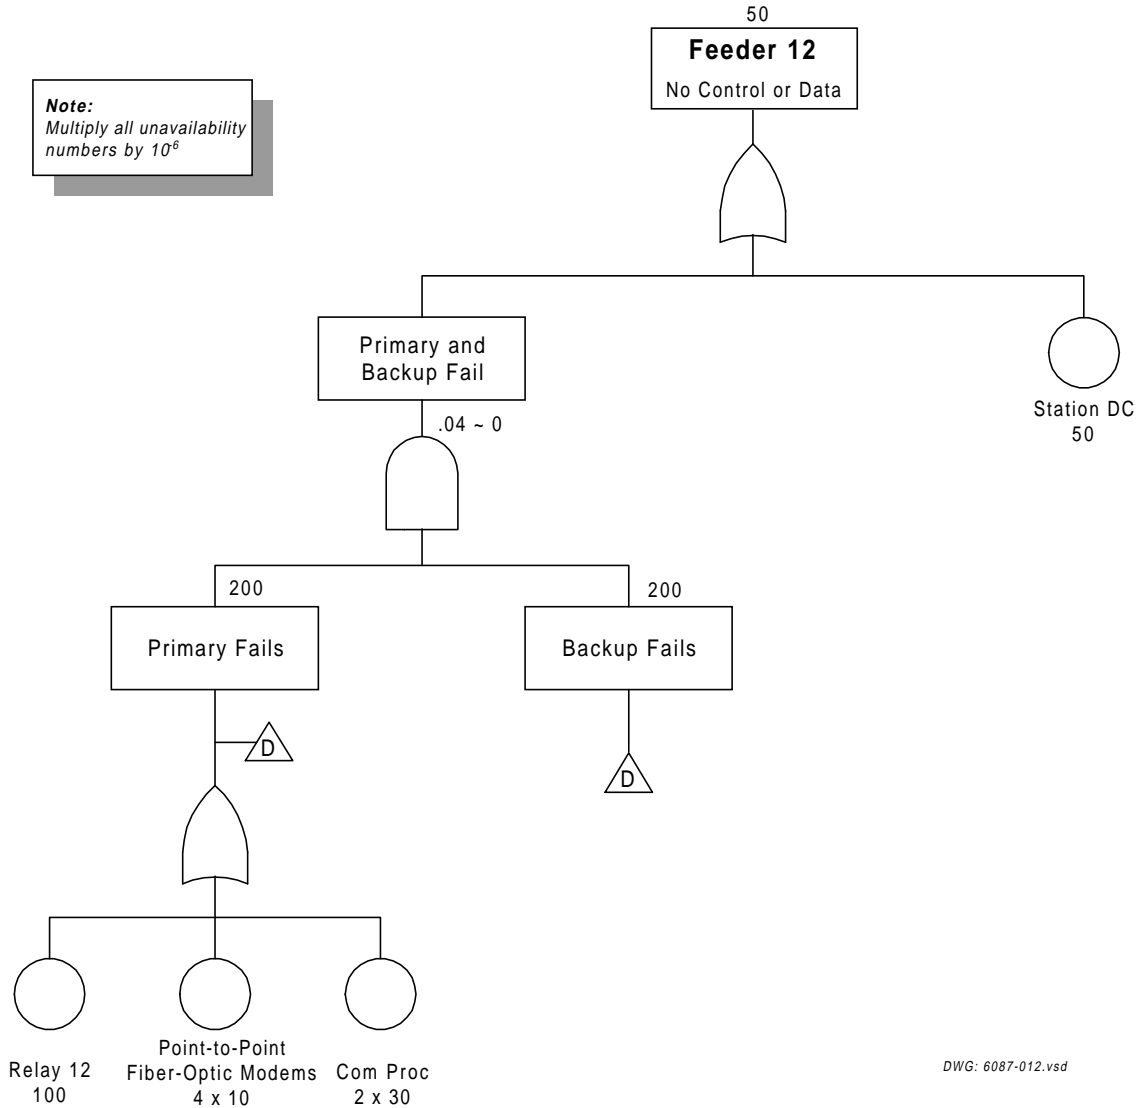 50
Feeder 12
No Control or Data
Note:
Multiply all unavailability
numbers by 10-6
Primary and
Backup Fail
.04 ~ 0
Station DC
50
200
Primary Fails
200
Backup Fails
D
D
Relay 12
100
Point-to-Point
Fiber-Optic Modems
4 x 10
Com Proc
2 x 30
DWG: 6087-012.vsd